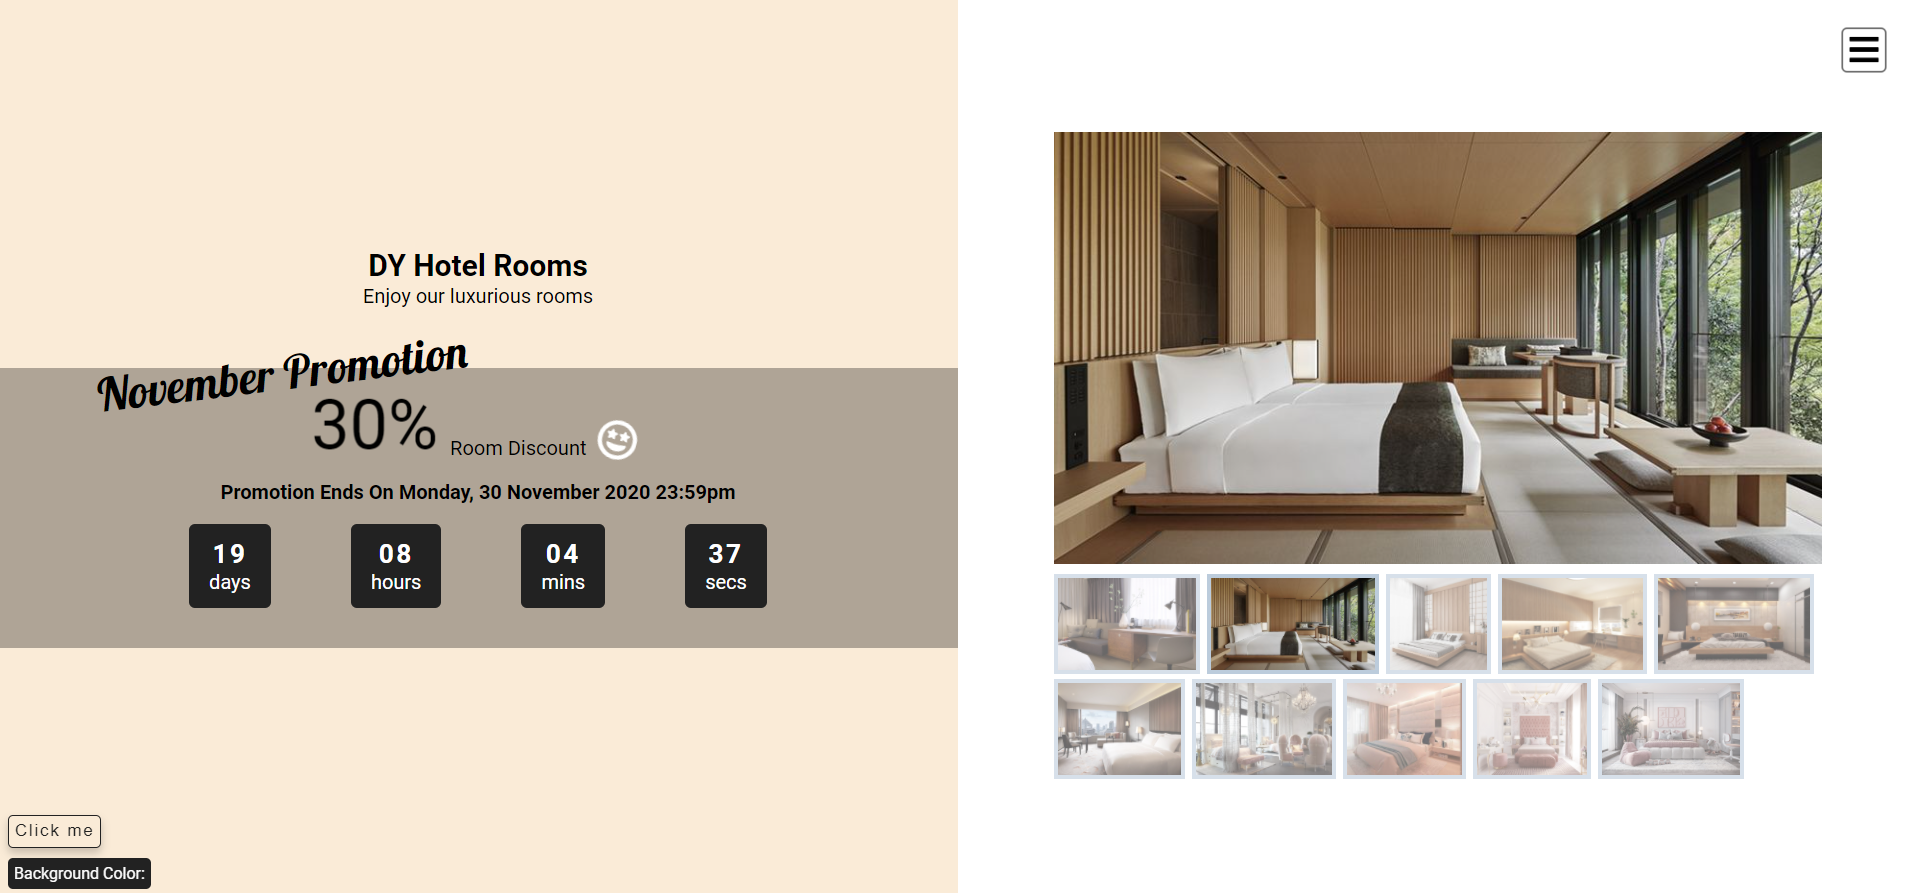 DY Hotel Rooms
Enjoy our luxurious rooms
November Promotion
30% Room Discount
Promotion Ends On Monday, 30 November 2020 23:59pm
19 08 04 37
days hours mins secs
Click me
Background Color: